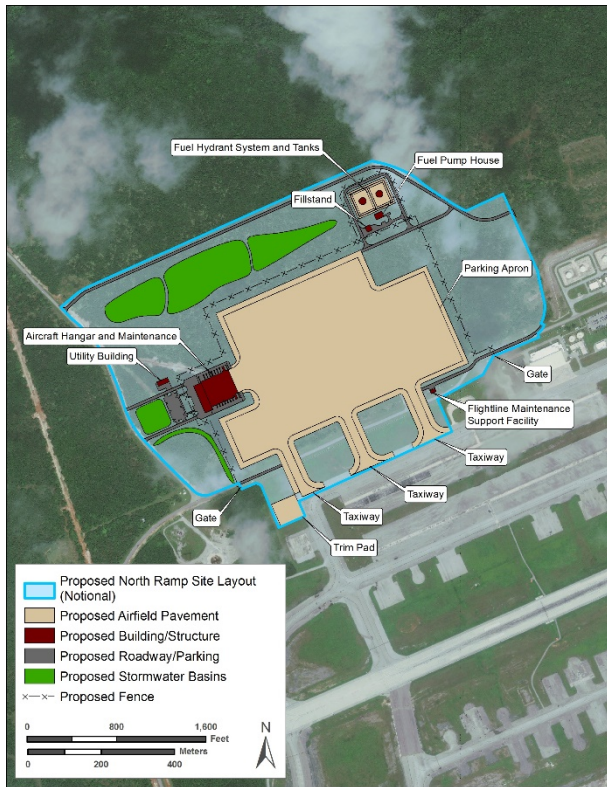 Fuel Hydrant System and Tanks
Fuel Pump House
Fillstand
Parking Apron
Aircraft Hangar and Maintenance
Utility Building
Gate
Flightline Maintenance
Support Facility
Taxiway
Taxiway
Gate
Taxiway
Trim Pad
Proposed North Ramp Site Layout
(Notional)
Proposed Airfield Pavement
Proposed Building/Structure
Proposed Roadway/Parking
Proposed Stormwater Basins
Proposed Fence
0 800 1,600
Feet
Meters
0 200 400
N